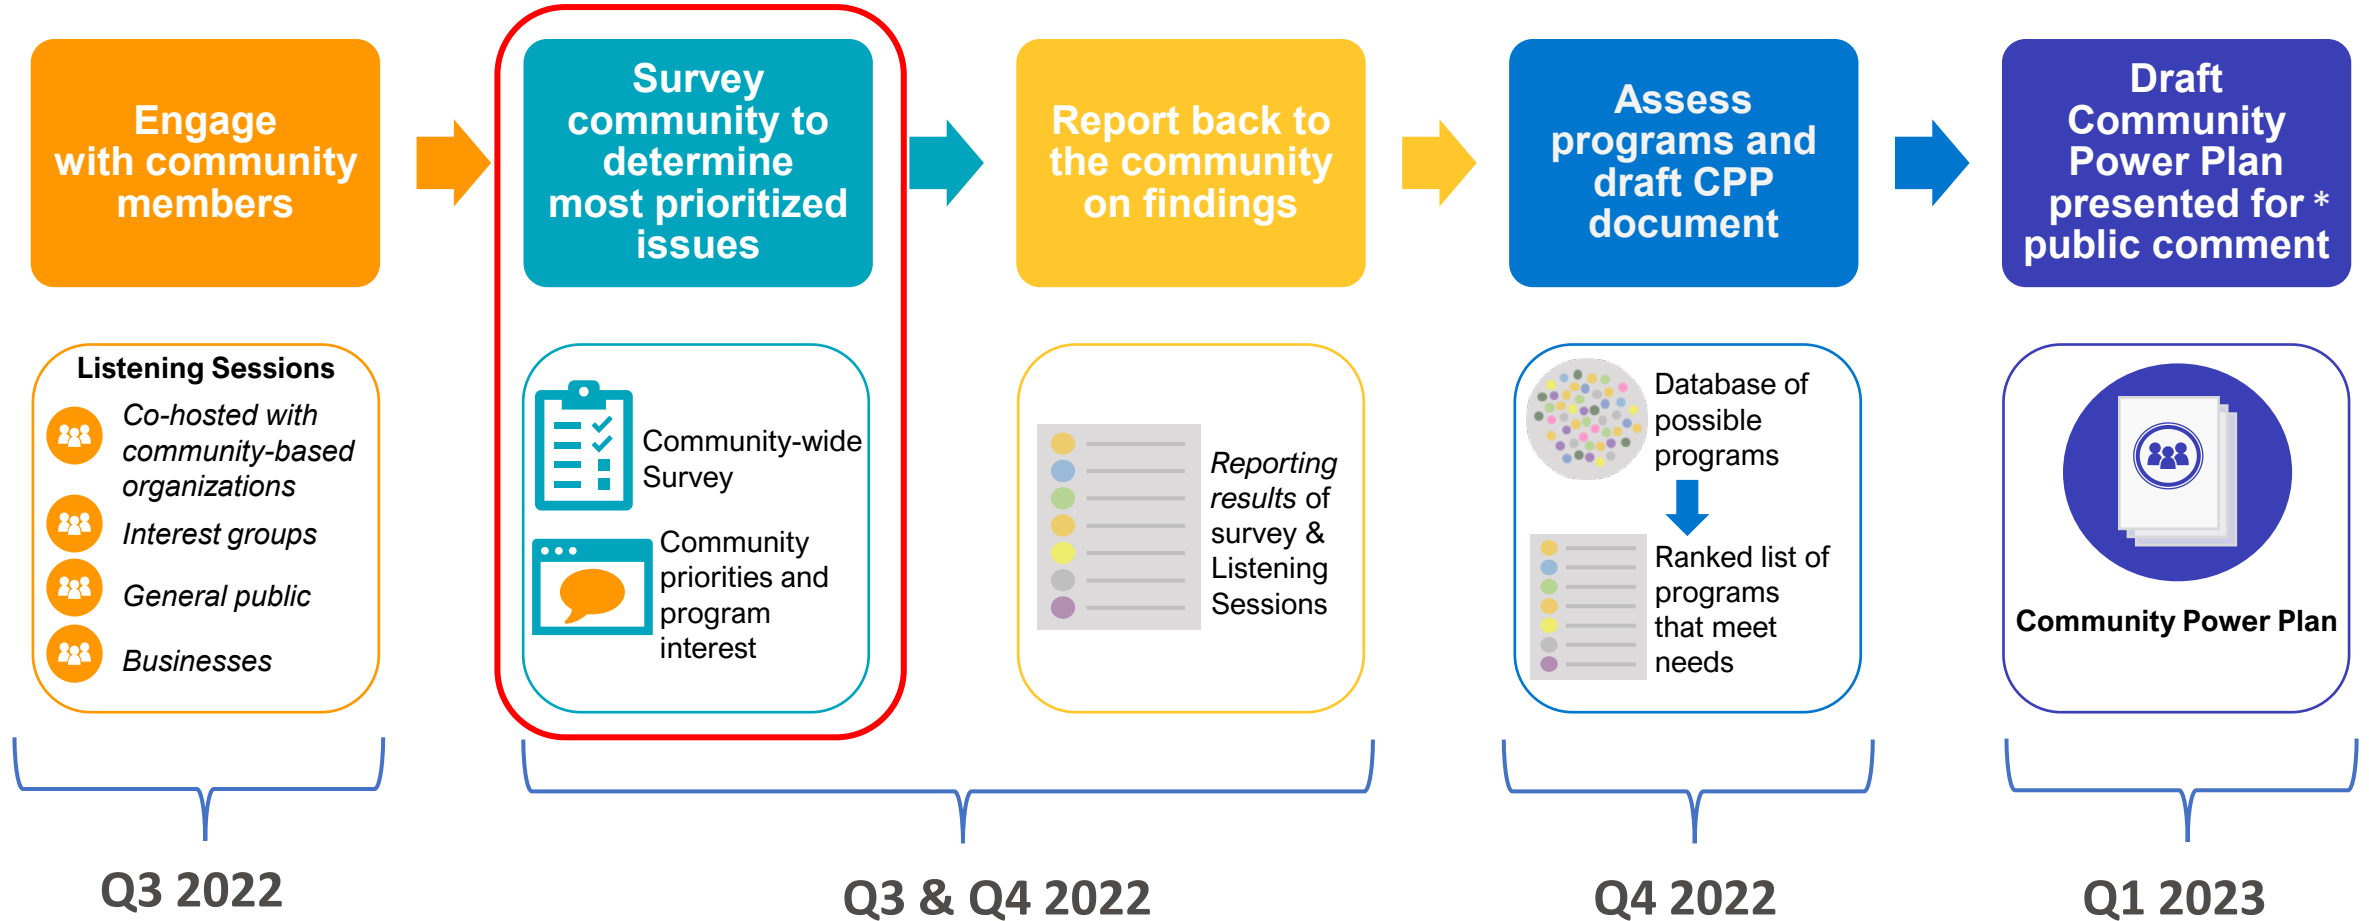 Engage
with community
members
Survey
community to
determine
most prioritized
issues
Report back to
the community
on findings
Assess
programs and
draft CPP
document
Draft
Community
Power Plan
presented for *
public comment
Listening Sessions
Co-hosted with
community-based
organizations
Interest groups
General public
Businesses
Community-wide
Survey
Community
priorities and
program
interest
Reporting
results of
survey &
Listening
Sessions
Database of
possible
programs
Ranked list of
programs
that meet
needs
Community Power Plan
Q3 2022
Q3 & Q4 2022
Q4 2022
Q1 2023